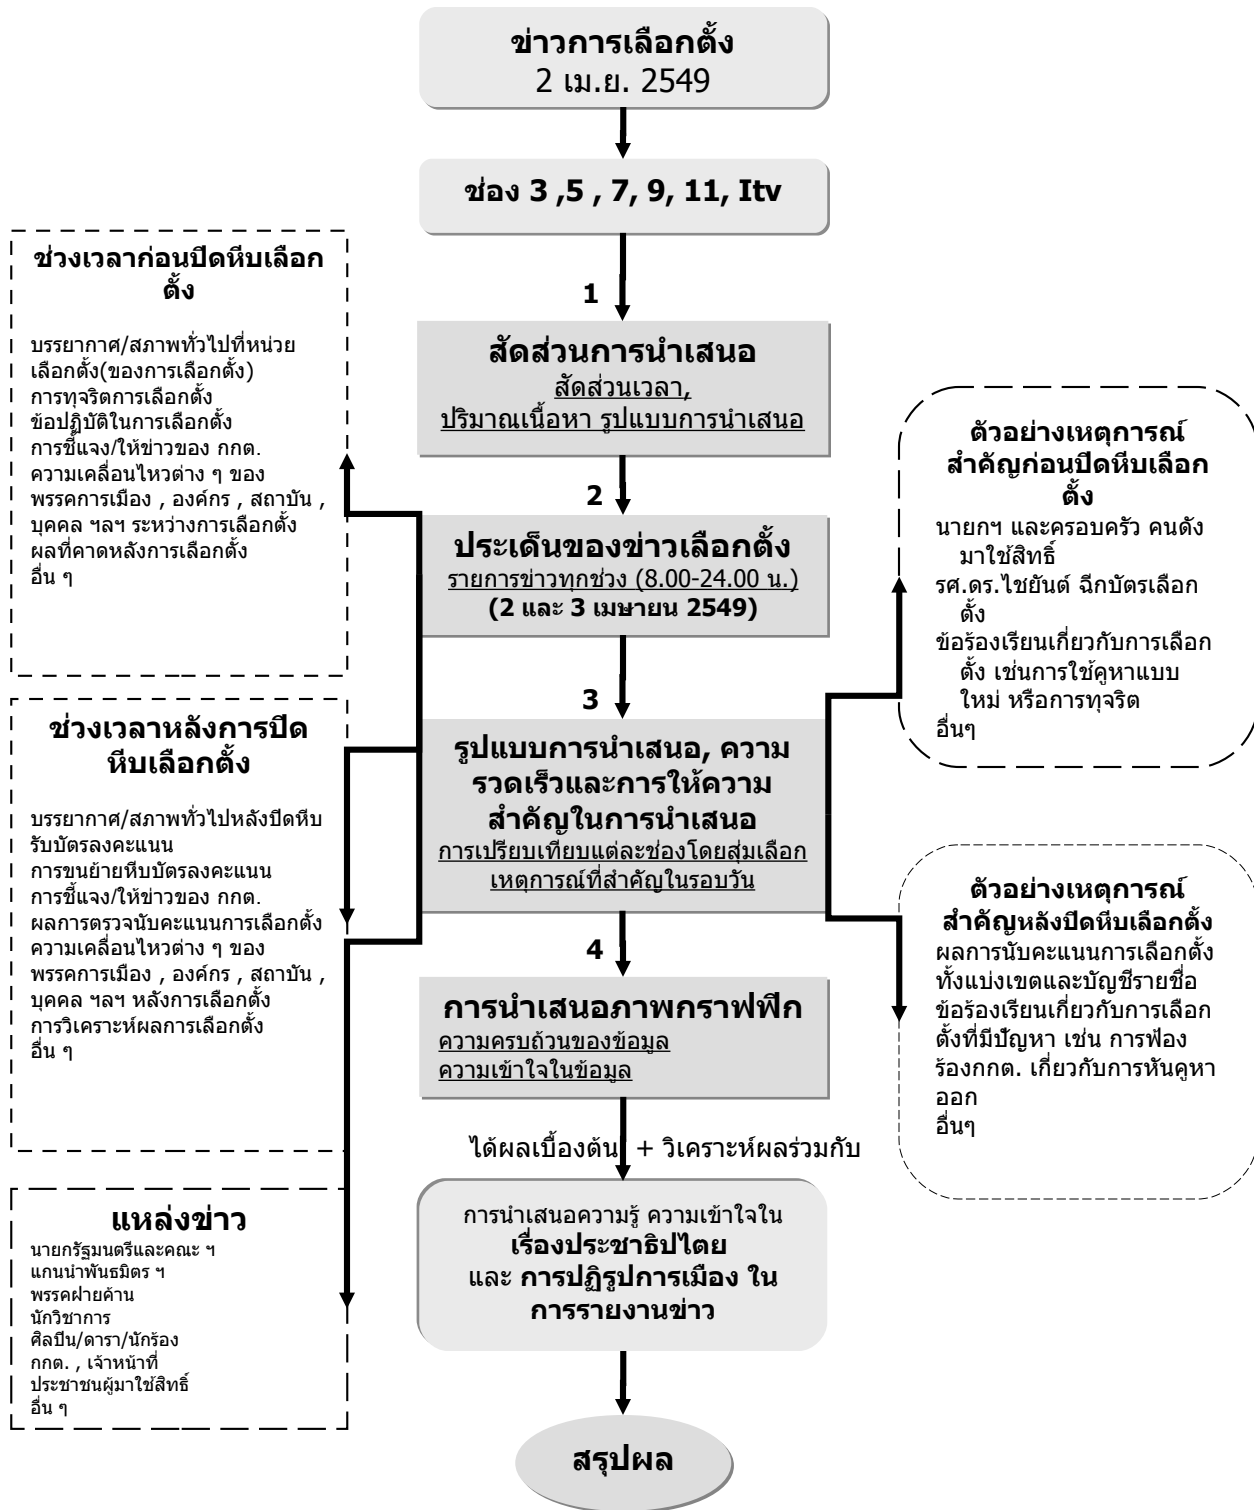 ข่าวการเลือกตั้ง
2 เม.ย. 2549
ช่อง 3 ,5 , 7, 9, 11, Itv
1
สัดส่วนการนำเสนอ
สัดส่วนเวลา,
ปริมาณเนื้อหา รูปแบบการนำเสนอ
2
ประเด็นของข่าวเลือกตั้ง
รายการข่าวทุกช่วง (8.00-24.00 น.)
(2 และ 3 เมษายน 2549)
3
รูปแบบการนำเสนอ, ความ
รวดเร็วและการให้ความ
สำคัญในการนำเสนอ
การเปรียบเทียบแต่ละช่องโดยสุ่มเลือก
เหตุการณ์ที่สำคัญในรอบวัน
4
การนำเสนอภาพกราฟฟิก
ความครบถ้วนของข้อมูล
ความเข้าใจในข้อมูล
ได้ผลเบื้องต้น + วิเคราะห์ผลร่วมกับ
การนำเสนอความรู้ ความเข้าใจใน
เรื่องประชาธิปไตย
และ การปฏิรูปการเมือง ใน
การรายงานข่าว
สรุปผล
ช่วงเวลาก่อนปิดหีบเลือก
ตั้ง
บรรยากาศ/สภาพทั่วไปที่หน่วย
เลือกตั้ง(ของการเลือกตั้ง)
การทุจริตการเลือกตั้ง
ข้อปฏิบัติในการเลือกตั้ง
การชี้แจง/ให้ข่าวของ กกต.
ความเคลื่อนไหวต่าง ๆ ของ
พรรคการเมือง , องค์กร , สถาบัน ,
บุคคล ฯลฯ ระหว่างการเลือกตั้ง
ผลที่คาดหลังการเลือกตั้ง
อื่น ๆ
ช่วงเวลาหลังการปิด
หีบเลือกตั้ง
บรรยากาศ/สภาพทั่วไปหลังปิดหีบ
รับบัตรลงคะแนน
การขนย้ายหีบบัตรลงคะแนน
การชี้แจง/ให้ข่าวของ กกต.
ผลการตรวจนับคะแนนการเลือกตั้ง
ความเคลื่อนไหวต่าง ๆ ของ
พรรคการเมือง , องค์กร , สถาบัน ,
บุคคล ฯลฯ หลังการเลือกตั้ง
การวิเคราะห์ผลการเลือกตั้ง
อื่น ๆ
แหล่งข่าว
นายกรัฐมนตรีและคณะ ฯ
แกนนำพันธมิตร ฯ
พรรคฝ่ายค้าน
นักวิชาการ
ศิลปิน/ดารา/นักร้อง
กกต. , เจ้าหน้าที่
ประชาชนผู้มาใช้สิทธิ์
อื่น ๆ
ตัวอย่างเหตุการณ์
สำคัญก่อนปิดหีบเลือก
ตั้ง
นายกฯ และครอบครัว คนดัง
มาใช้สิทธิ์
รศ.ดร.ไชยันต์ ฉีกบัตรเลือก
ตั้ง
ข้อร้องเรียนเกี่ยวกับการเลือก
ตั้ง เช่นการใช้คูหาแบบ
ใหม่ หรือการทุจริต
อื่นๆ
ตัวอย่างเหตุการณ์
สำคัญหลังปิดหีบเลือกตั้ง
ผลการนับคะแนนการเลือกตั้ง
ทั้งแบ่งเขตและบัญชีรายชื่อ
ข้อร้องเรียนเกี่ยวกับการเลือก
ตั้งที่มีปัญหา เช่น การฟ้อง
ร้องกกต. เกี่ยวกับการหันคูหา
ออก
อื่นๆ